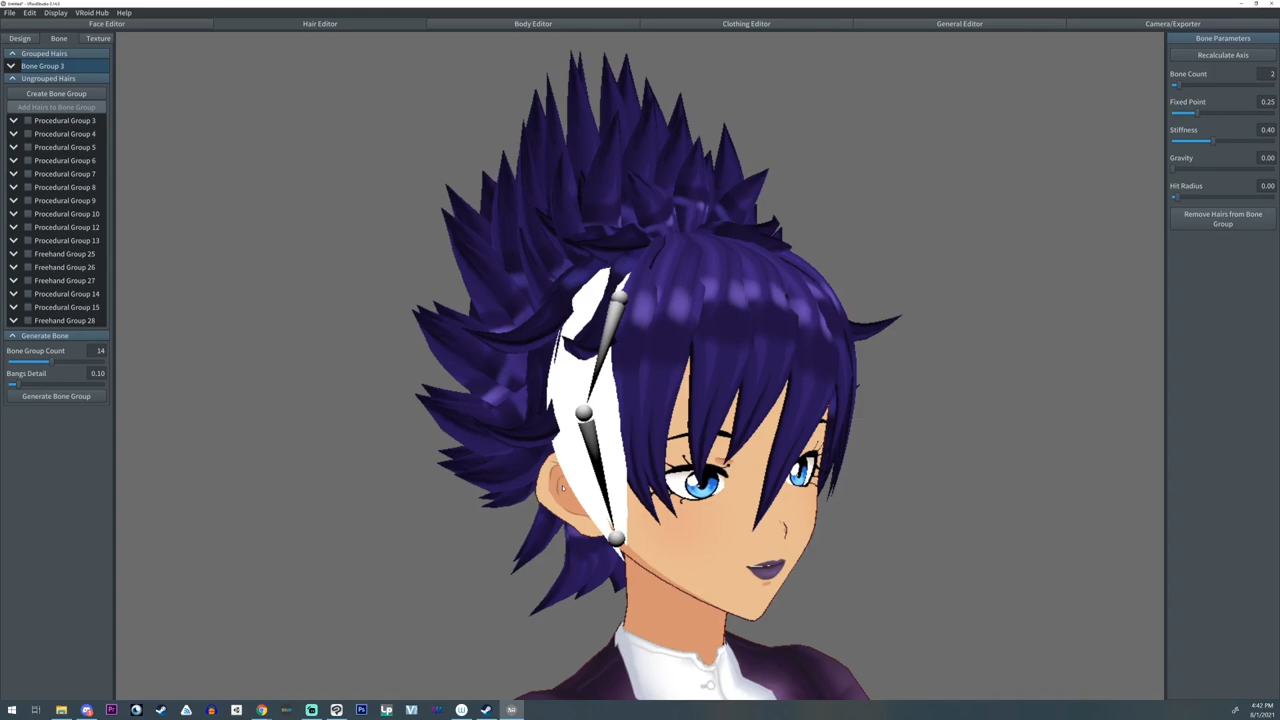 Untitled* - VRoidStudio 0.14.0
File Edit Display VRoid Hub Help
Face Editor Hair Editor Body Editor Clothing Editor General Editor Camera/Exporter
Design Bone Texture
Grouped Hairs
Bone Group 3
Ungrouped Hairs
Create Bone Group
Add Hairs to Bone Group
Procedural Group 3
Procedural Group 4
Procedural Group 5
Procedural Group 6
Procedural Group 7
Procedural Group 8
Procedural Group 9
Procedural Group 10
Procedural Group 12
Procedural Group 13
Freehand Group 25
Freehand Group 26
Freehand Group 27
Procedural Group 14
Procedural Group 15
Freehand Group 28
Generate Bone
Bone Group Count 14
Bangs Detail 0.10
Generate Bone Group
Bone Parameters
Recalculate Axis
Bone Count 2
Fixed Point 0.25
Stiffness 0.40
Gravity 0.00
Hit Radius 0.00
Remove Hairs from Bone
Group
4:42 PM
8/1/2021